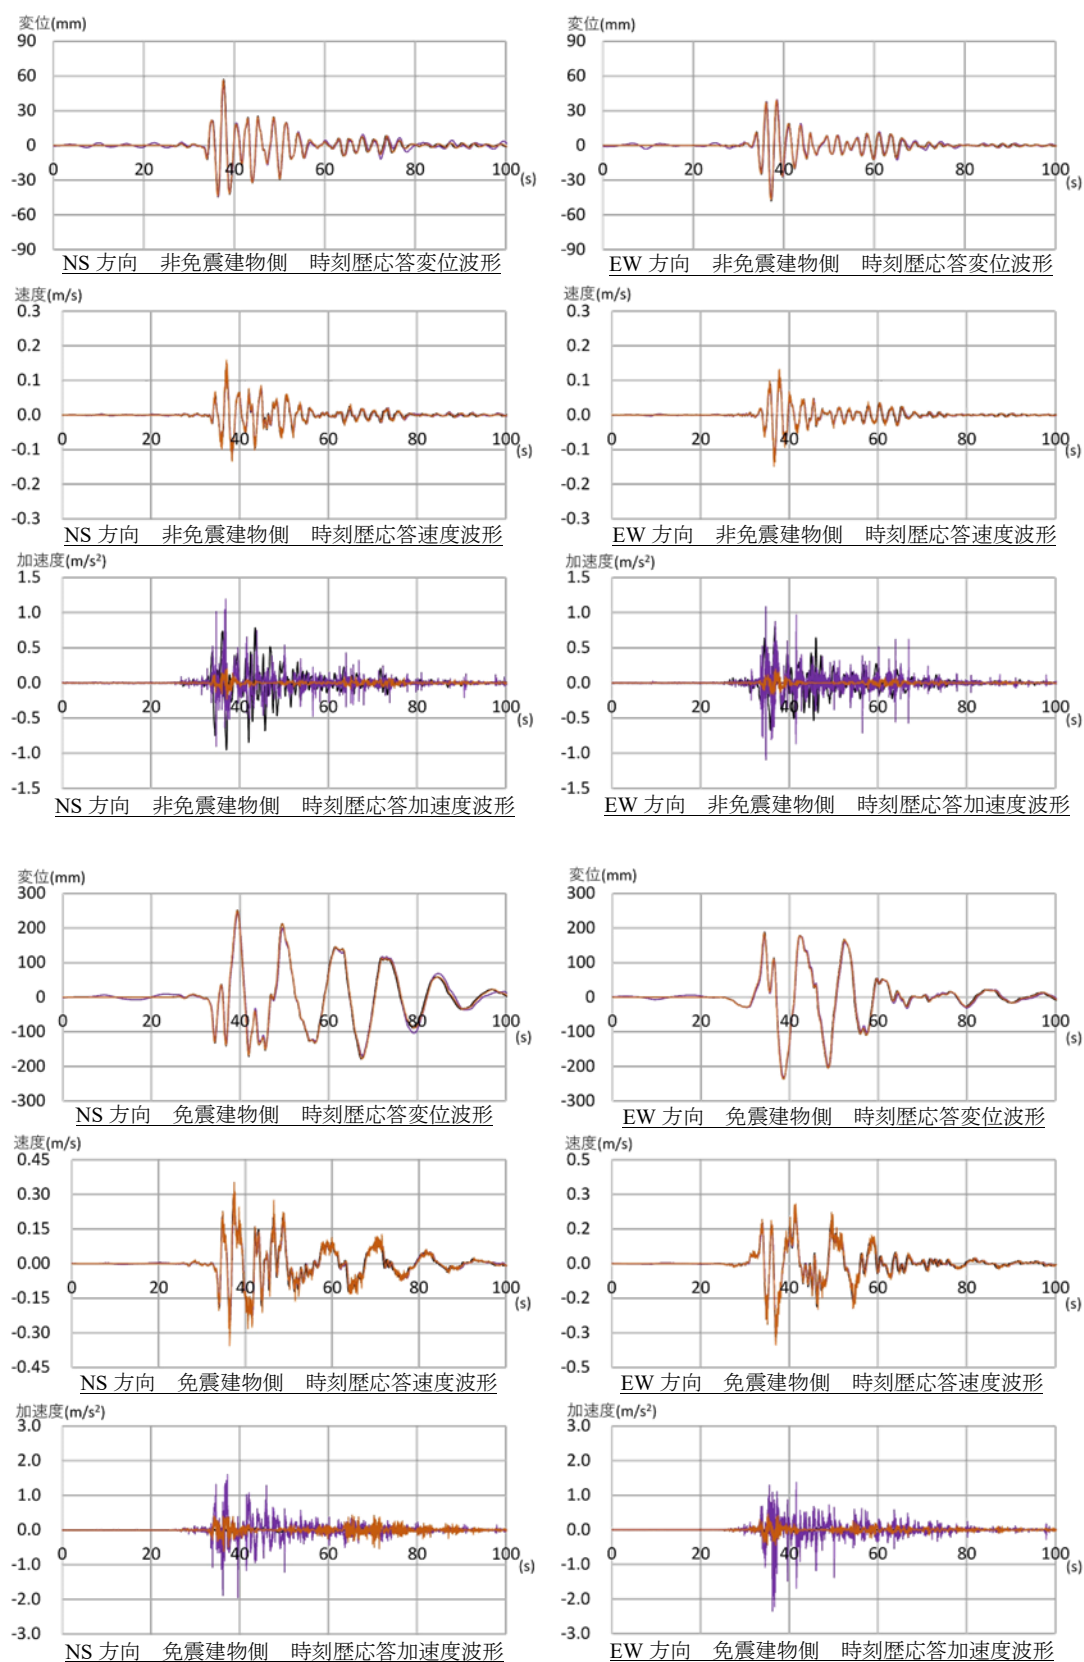 変位(mm)
90
60
30
0
-30
-60
-90
0 20 40 60 80 100
(s)
NS 方向 非免震建物側 時刻歴応答変位波形
変位(mm)
90
60
30
0
-30
-60
-90
0 20 40 60 80 100
(s)
EW 方向 非免震建物側 時刻歴応答変位波形
速度(m/s)
0.3
0.2
0.1
0.0
-0.1
-0.2
-0.3
0 20 40 60 80 100
(s)
NS 方向 非免震建物側 時刻歴応答速度波形
速度(m/s)
0.3
0.2
0.1
0.0
-0.1
-0.2
-0.3
0 20 40 60 80 100
(s)
EW 方向 非免震建物側 時刻歴応答速度波形
加速度(m/s²)
1.5
1.0
0.5
0.0
-0.5
-1.0
-1.5
0 20 40 60 80 100
(s)
NS 方向 非免震建物側 時刻歴応答加速度波形
加速度(m/s²)
1.5
1.0
0.5
0.0
-0.5
-1.0
-1.5
0 20 40 60 80 100
(s)
EW 方向 非免震建物側 時刻歴応答加速度波形
変位(mm)
300
200
100
0
-100
-200
-300
0 20 40 60 80 100
(s)
NS 方向 免震建物側 時刻歴応答変位波形
変位(mm)
300
200
100
0
-100
-200
-300
0 20 40 60 80 100
(s)
EW 方向 免震建物側 時刻歴応答変位波形
速度(m/s)
0.45
0.30
0.15
0.00
-0.15
-0.30
-0.45
0 20 40 60 80 100
(s)
NS 方向 免震建物側 時刻歴応答速度波形
速度(m/s)
0.5
0.3
0.2
0.0
-0.2
-0.3
-0.5
0 20 40 60 80 100
(s)
EW 方向 免震建物側 時刻歴応答速度波形
加速度(m/s²)
3.0
2.0
1.0
0.0
-1.0
-2.0
-3.0
0 20 40 60 80 100
(s)
NS 方向 免震建物側 時刻歴応答加速度波形
加速度(m/s²)
3.0
2.0
1.0
0.0
-1.0
-2.0
-3.0
0 20 40 60 80 100
(s)
EW 方向 免震建物側 時刻歴応答加速度波形